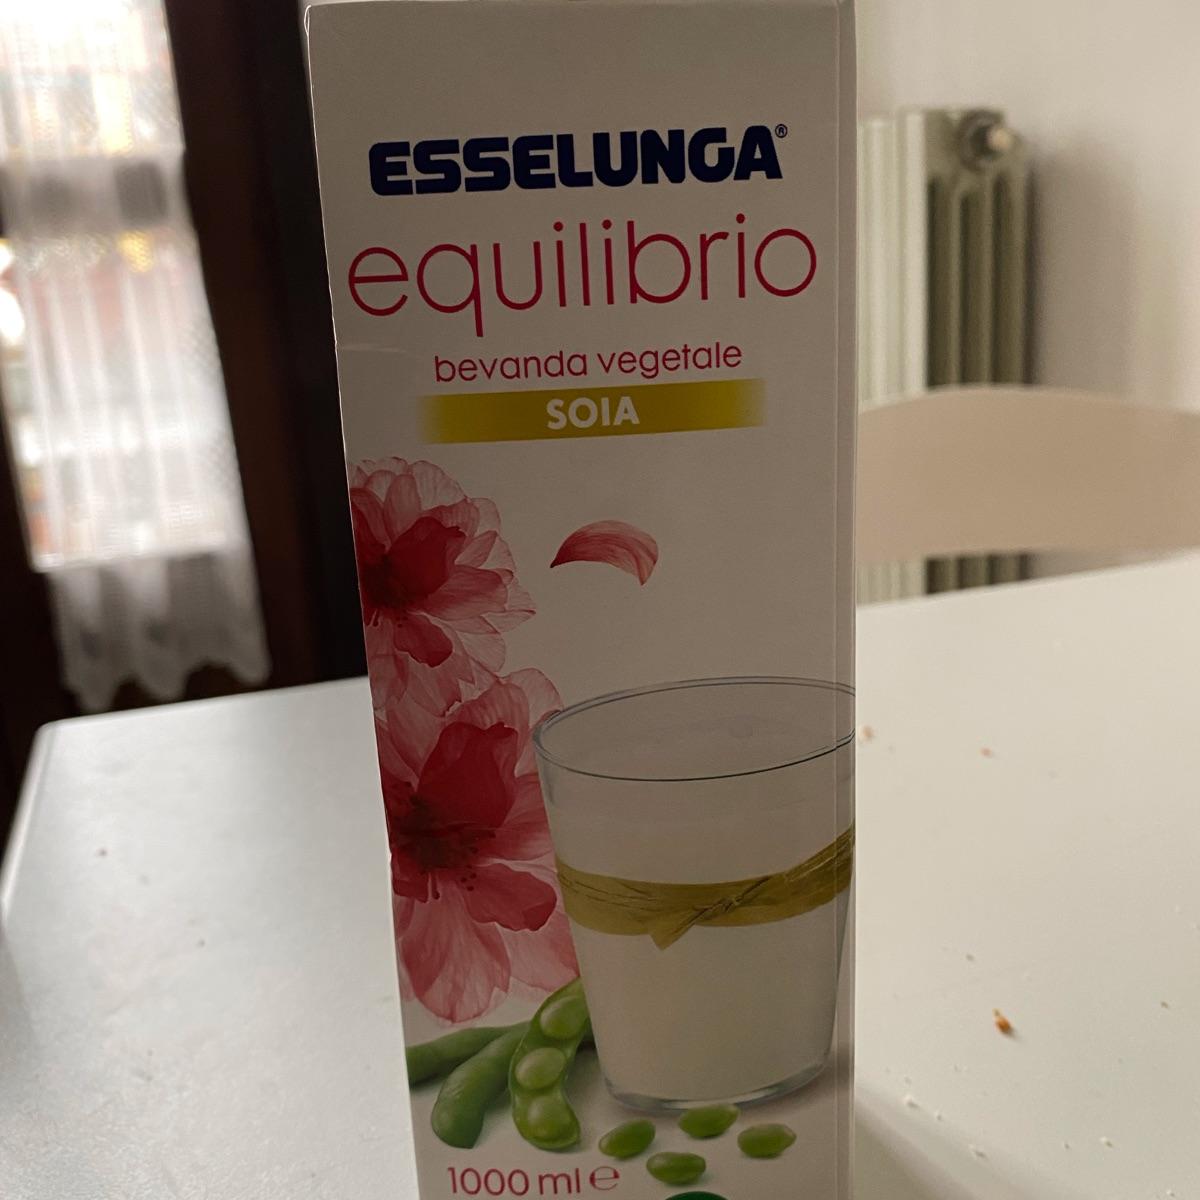 ESSELUNGA®
equilibrio
bevanda vegetale
SOIA
1000 ml ℮